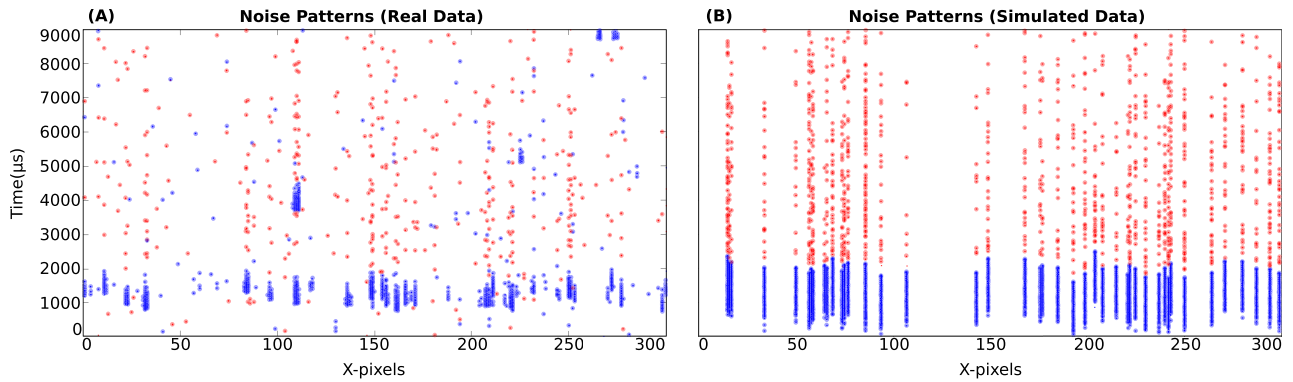 (A) Noise Patterns (Real Data)
(B) Noise Patterns (Simulated Data)
Time(μs)
9000
8000
7000
6000
5000
4000
3000
2000
1000
0
0 50 100 150 200 250 300
0 50 100 150 200 250 300
X-pixels
X-pixels